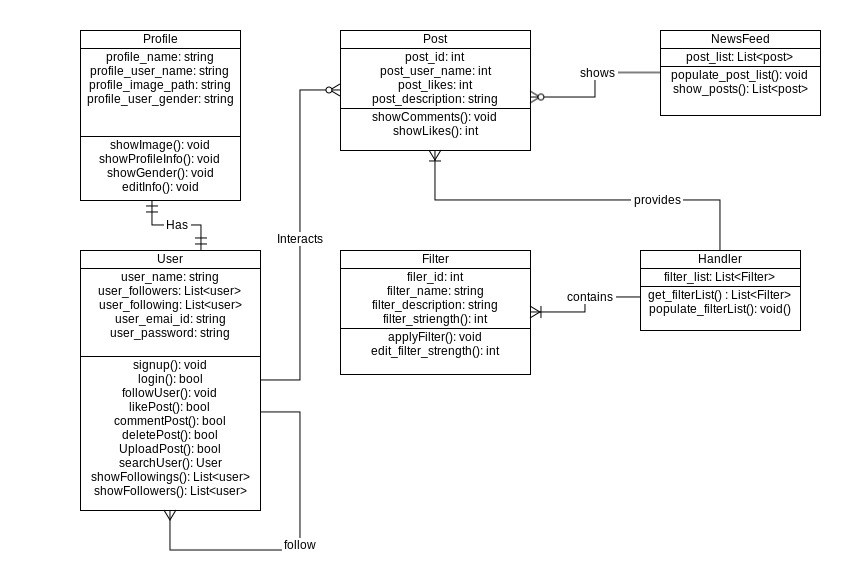 Profile
profile_name: string
profile_user_name: string
profile_image_path: string
profile_user_gender: string
showImage(): void
showProfileInfo(): void
showGender(): void
editInfo(): void
Post
post_id: int
post_user_name: int
post_likes: int
post_description: string
showComments(): void
showLikes(): int
shows
NewsFeed
post_list: List<post>
populate_post_list(): void
show_posts(): List<post>
Has
Interacts
provides
User
user_name: string
user_followers: List<user>
user_following: List<user>
user_emai_id: string
user_password: string
signup(): void
login(): bool
followUser(): void
likePost(): bool
commentPost(): bool
deletePost(): bool
UploadPost(): bool
searchUser(): User
showFollowings(): List<user>
showFollowers(): List<user>
Filter
filer_id: int
filter_name: string
filter_description: string
filter_striength(): int
applyFilter(): void
edit_filter_strength(): int
contains
Handler
filter_list: List<Filter>
get_filterList() : List<Filter>
populate_filterList(): void()
follow